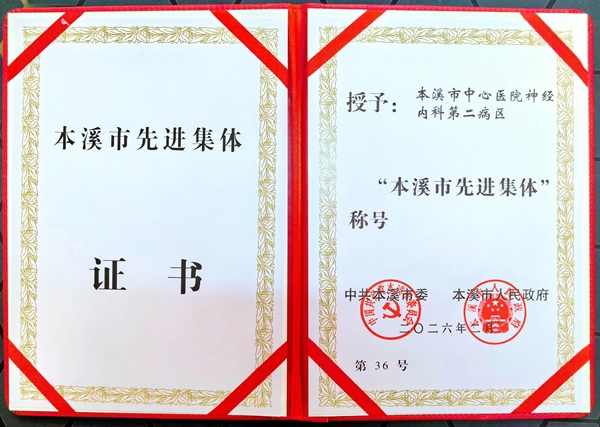 本溪市先进集体
证 书
授予：
本溪市中心医院神经
内科第二病区
“本溪市先进集体”
称号
中共本溪市委 本溪市人民政府
二〇二六年二月
第 36 号